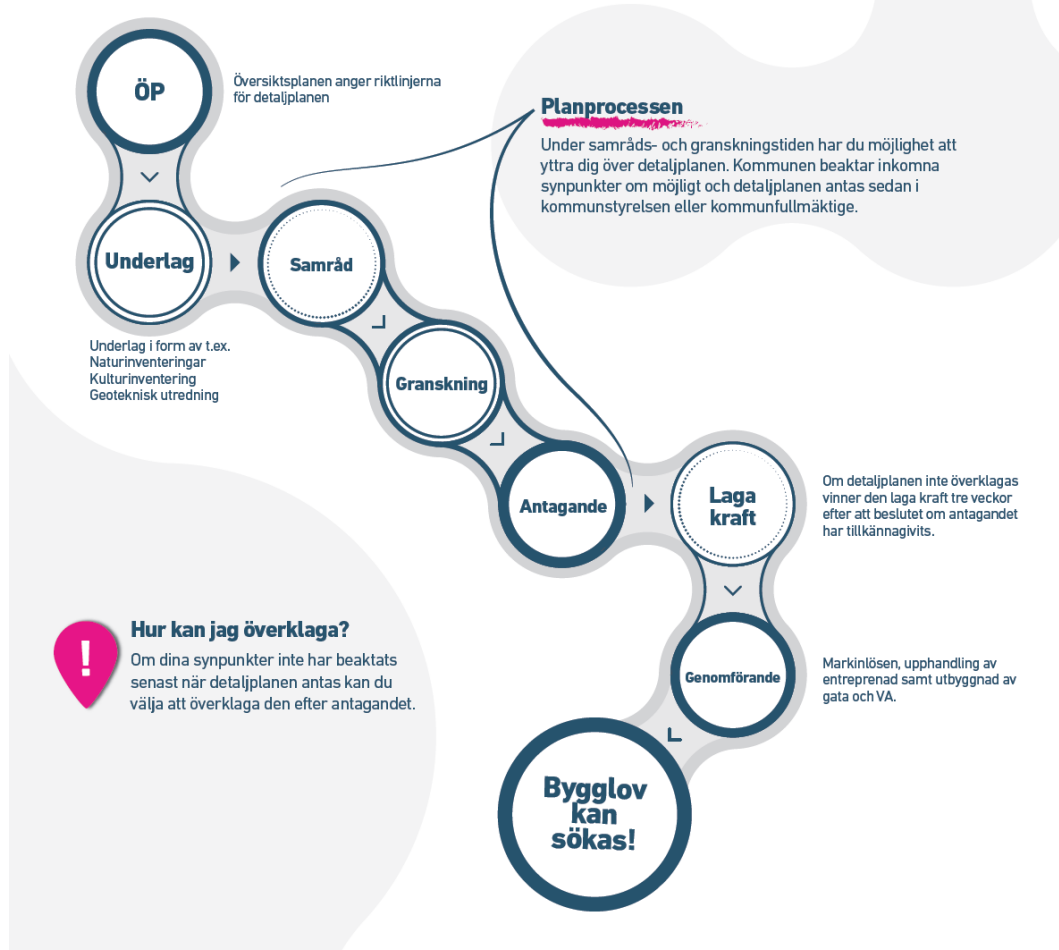 ÖP
Översiktsplanen anger riktlinjerna
för detaljplanen
Planprocessen
Under samråds- och granskningstiden har du möjlighet att
yttra dig över detaljplanen. Kommunen beaktar inkomna
synpunkter om möjligt och detaljplanen antas sedan i
kommunstyrelsen eller kommunfullmäktige.
Underlag
Samråd
Underlag i form av t.ex.
Naturinventeringar
Kulturinventering
Geoteknisk utredning
Granskning
Antagande
Laga
kraft
Om detaljplanen inte överklagas
vinner den laga kraft tre veckor
efter att beslutet om antagandet
har tillkännagivits.
!
Hur kan jag överklaga?
Om dina synpunkter inte har beaktats
senast när detaljplanen antas kan du
välja att överklaga den efter antagandet.
Genomförande
Markinlösen, upphandling av
entreprenad samt utbyggnad av
gata och VA.
Bygglov
kan
sökas!